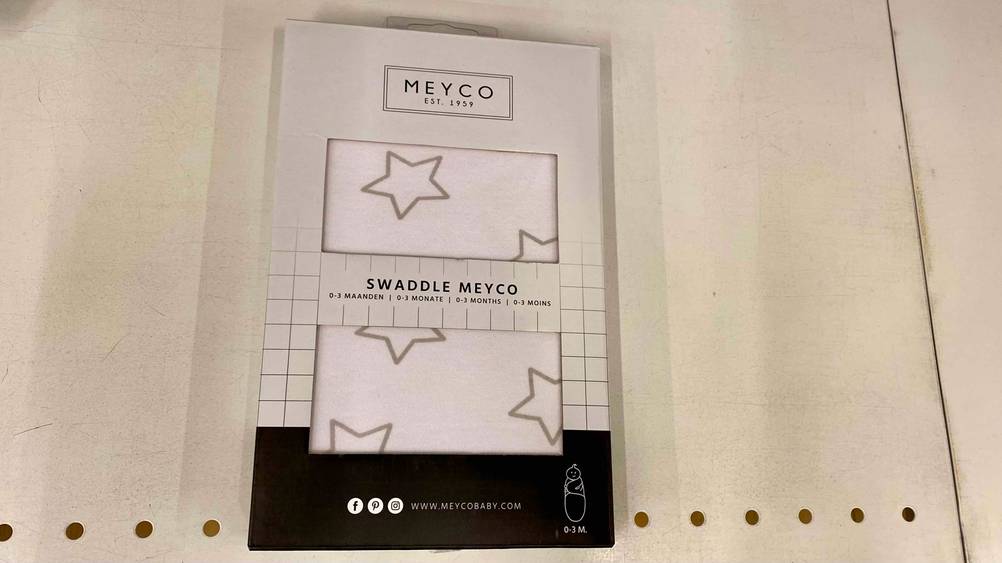 MEYCO
EST. 1959
SWADDLE MEYCO
0-3 MAANDEN | 0-3 MONATE | 0-3 MONTHS | 0-3 MOINS
WWW.MEYCOBABY.COM
0-3 M.